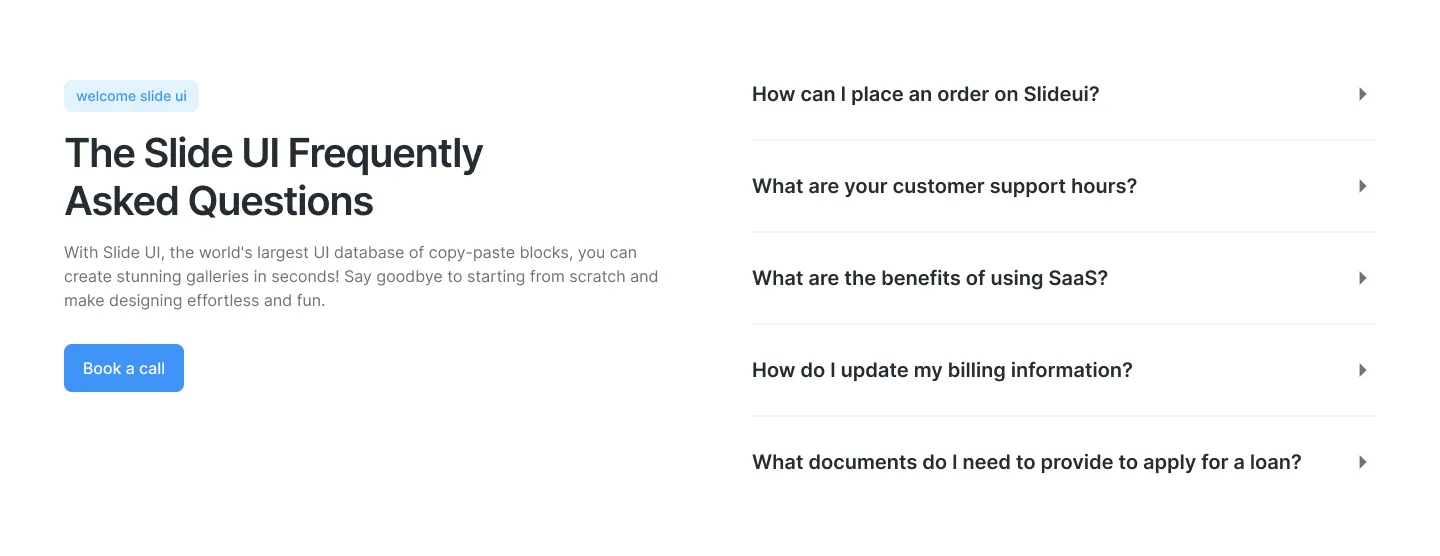 welcome slide ui
The Slide UI Frequently
Asked Questions
With Slide UI, the world's largest UI database of copy-paste blocks, you can
create stunning galleries in seconds! Say goodbye to starting from scratch and
make designing effortless and fun.
Book a call
How can I place an order on Slideui?
What are your customer support hours?
What are the benefits of using SaaS?
How do I update my billing information?
What documents do I need to provide to apply for a loan?